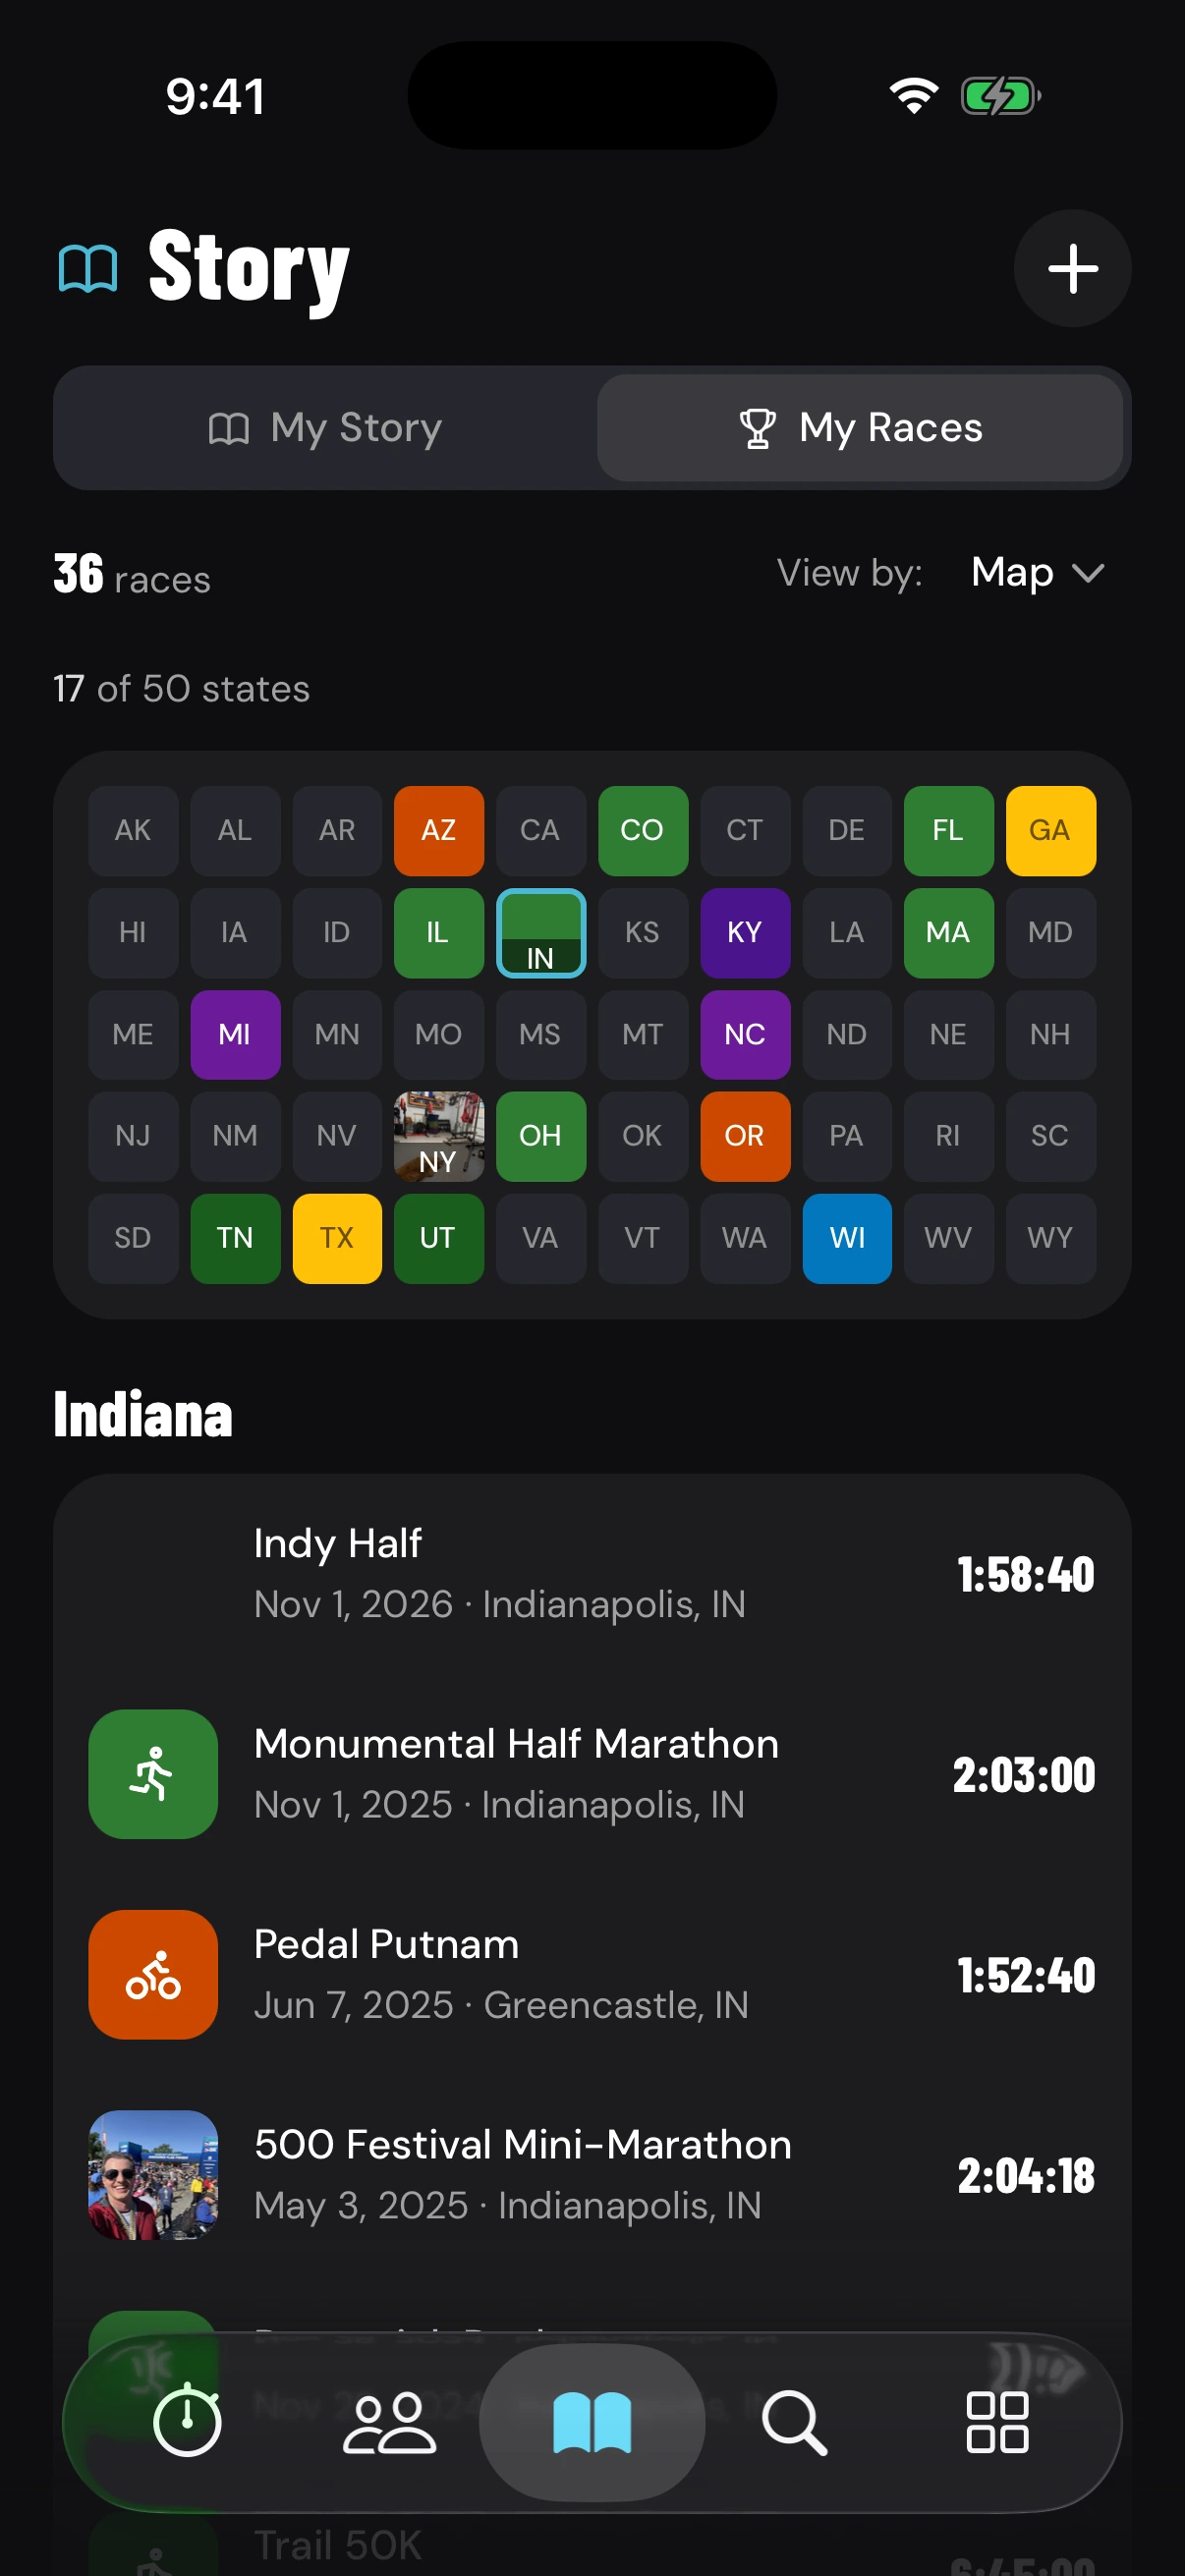 9:41
Story
My Story
My Races
36 races
View by: Map
17 of 50 states
AK AL AR AZ CA CO CT DE FL GA
HI IA ID IL IN KS KY LA MA MD
ME MI MN MO MS MT NC ND NE NH
NJ NM NV NY OH OK OR PA RI SC
SD TN TX UT VA VT WA WI WV WY
Indiana
Indy Half
Nov 1, 2026 · Indianapolis, IN
1:58:40
Monumental Half Marathon
Nov 1, 2025 · Indianapolis, IN
2:03:00
Pedal Putnam
Jun 7, 2025 · Greencastle, IN
1:52:40
500 Festival Mini-Marathon
May 3, 2025 · Indianapolis, IN
2:04:18
Trail 50K
6:45:00